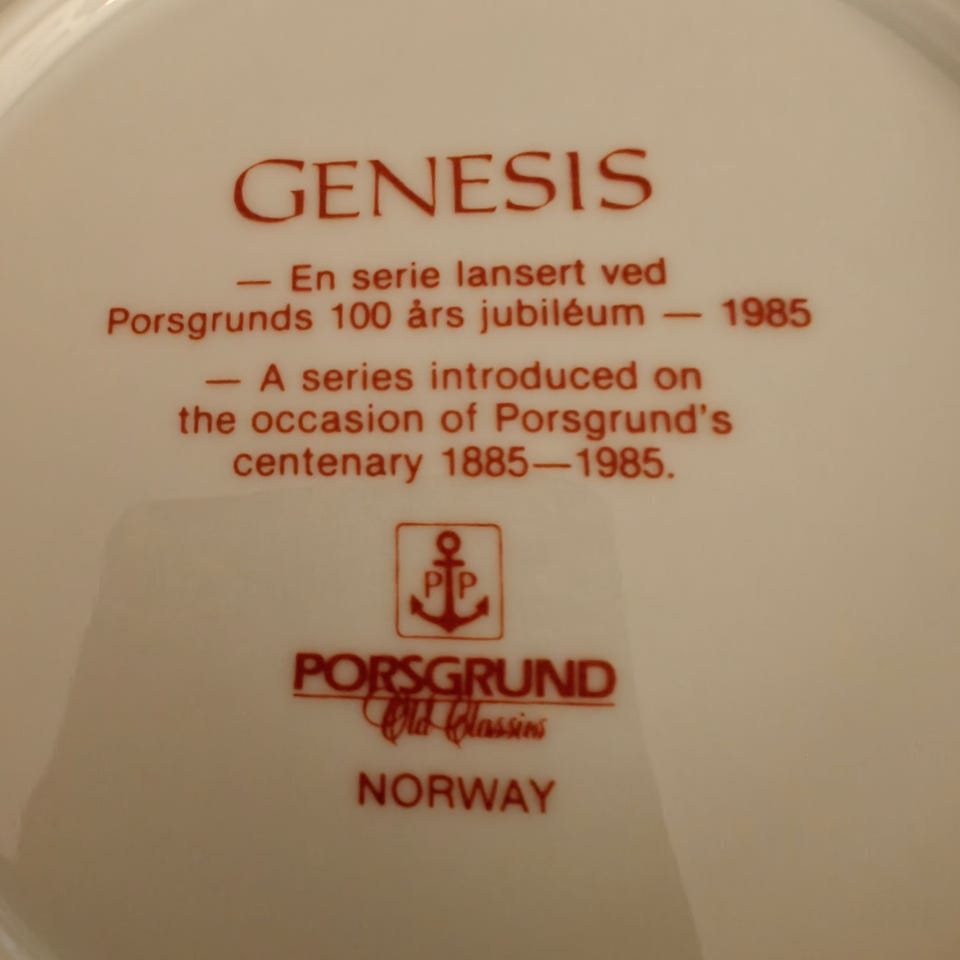 GENESIS
— En serie lansert ved
Porsgrunds 100 års jubiléum — 1985
— A series introduced on
the occasion of Porsgrund's
centenary 1885—1985.
P P
PORSGRUND
Old Classics
NORWAY